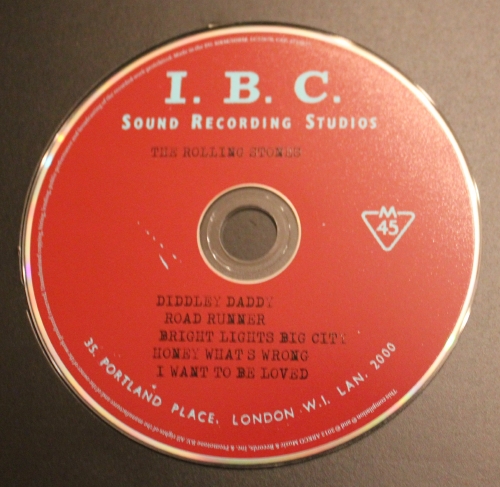 I. B. C.
SOUND RECORDING STUDIOS
THE ROLLING STONES
M
45
DIDDLEY DADDY
ROAD RUNNER
BRIGHT LIGHTS BIG CITY
HONEY WHAT'S WRONG
I WANT TO BE LOVED
35, PORTLAND PLACE, LONDON W.I. LAN. 2000